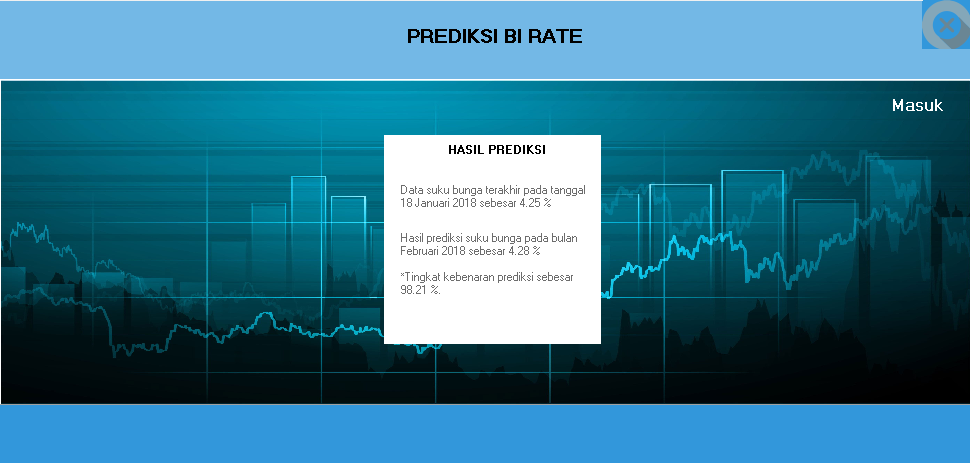 PREDIKSI BI RATE
Masuk
HASIL PREDIKSI
Data suku bunga terakhir pada tanggal
18 Januari 2018 sebesar 4.25 %
Hasil prediksi suku bunga pada bulan
Februari 2018 sebesar 4.28 %
*Tingkat kebenaran prediksi sebesar
98.21 %.